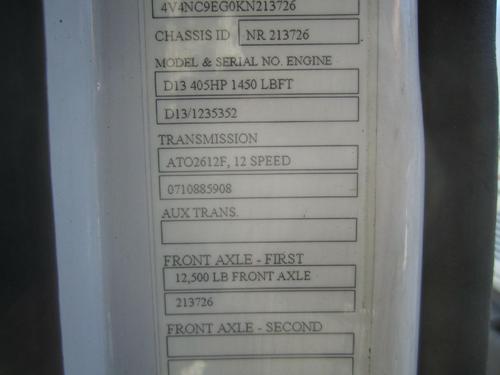 4V4NC9EG0KN213726
CHASSIS ID NR 213726
MODEL & SERIAL NO. ENGINE
D13 405HP 1450 LBFT
D13/1235352
TRANSMISSION
ATO2612F, 12 SPEED
0710885908
AUX TRANS.
FRONT AXLE - FIRST
12,500 LB FRONT AXLE
213726
FRONT AXLE - SECOND